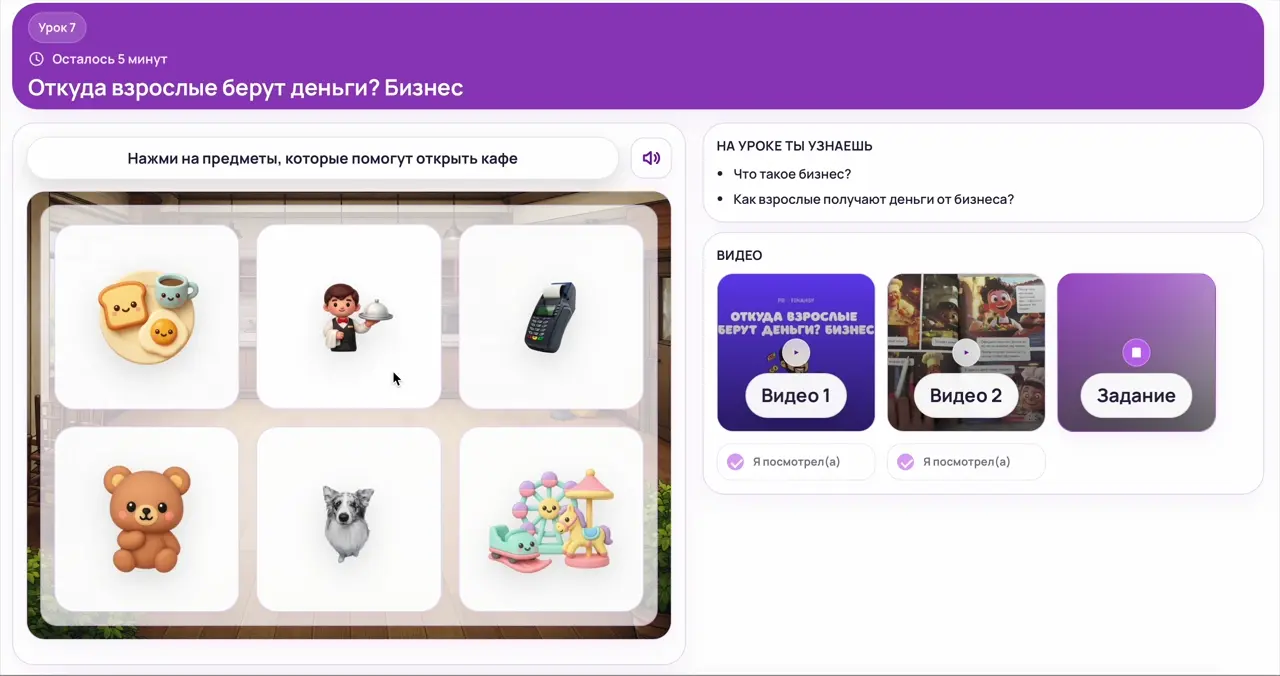 Урок 7
Осталось 5 минут
Откуда взрослые берут деньги? Бизнес
Нажми на предметы, которые помогут открыть кафе
НА УРОКЕ ТЫ УЗНАЕШЬ
Что такое бизнес?
Как взрослые получают деньги от бизнеса?
ВИДЕО
ОТКУДА ВЗРОСЛЫЕ
БЕРУТ ДЕНЬГИ? БИЗНЕС
Видео 1
Видео 2
Задание
Я посмотрел(а)
Я посмотрел(а)